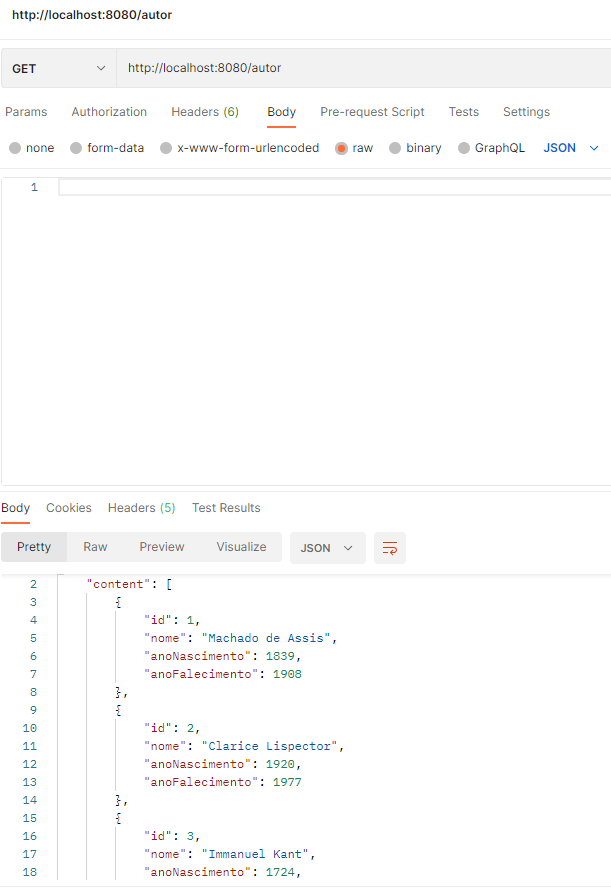 http://localhost:8080/autor
GET http://localhost:8080/autor
Params Authorization Headers (6) Body Pre-request Script Tests Settings
none form-data x-www-form-urlencoded raw binary GraphQL JSON
1
Body Cookies Headers (5) Test Results
Pretty Raw Preview Visualize JSON
2 "content": [
3 {
4 "id": 1,
5 "nome": "Machado de Assis",
6 "anoNascimento": 1839,
7 "anoFalecimento": 1908
8 },
9 {
10 "id": 2,
11 "nome": "Clarice Lispector",
12 "anoNascimento": 1920,
13 "anoFalecimento": 1977
14 },
15 {
16 "id": 3,
17 "nome": "Immanuel Kant",
18 "anoNascimento": 1724,